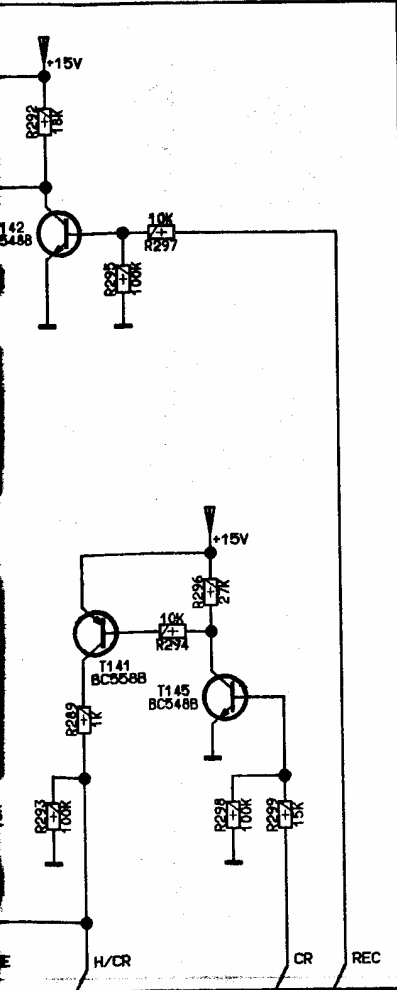 +15V
R292
18K
142
548B
10K
R297
R295
100K
+15V
R296
27K
10K
R294
T141
BC558B
T145
BC548B
R289
1K
R293
100K
R298
100K
R299
15K
E
H/CR
CR
REC